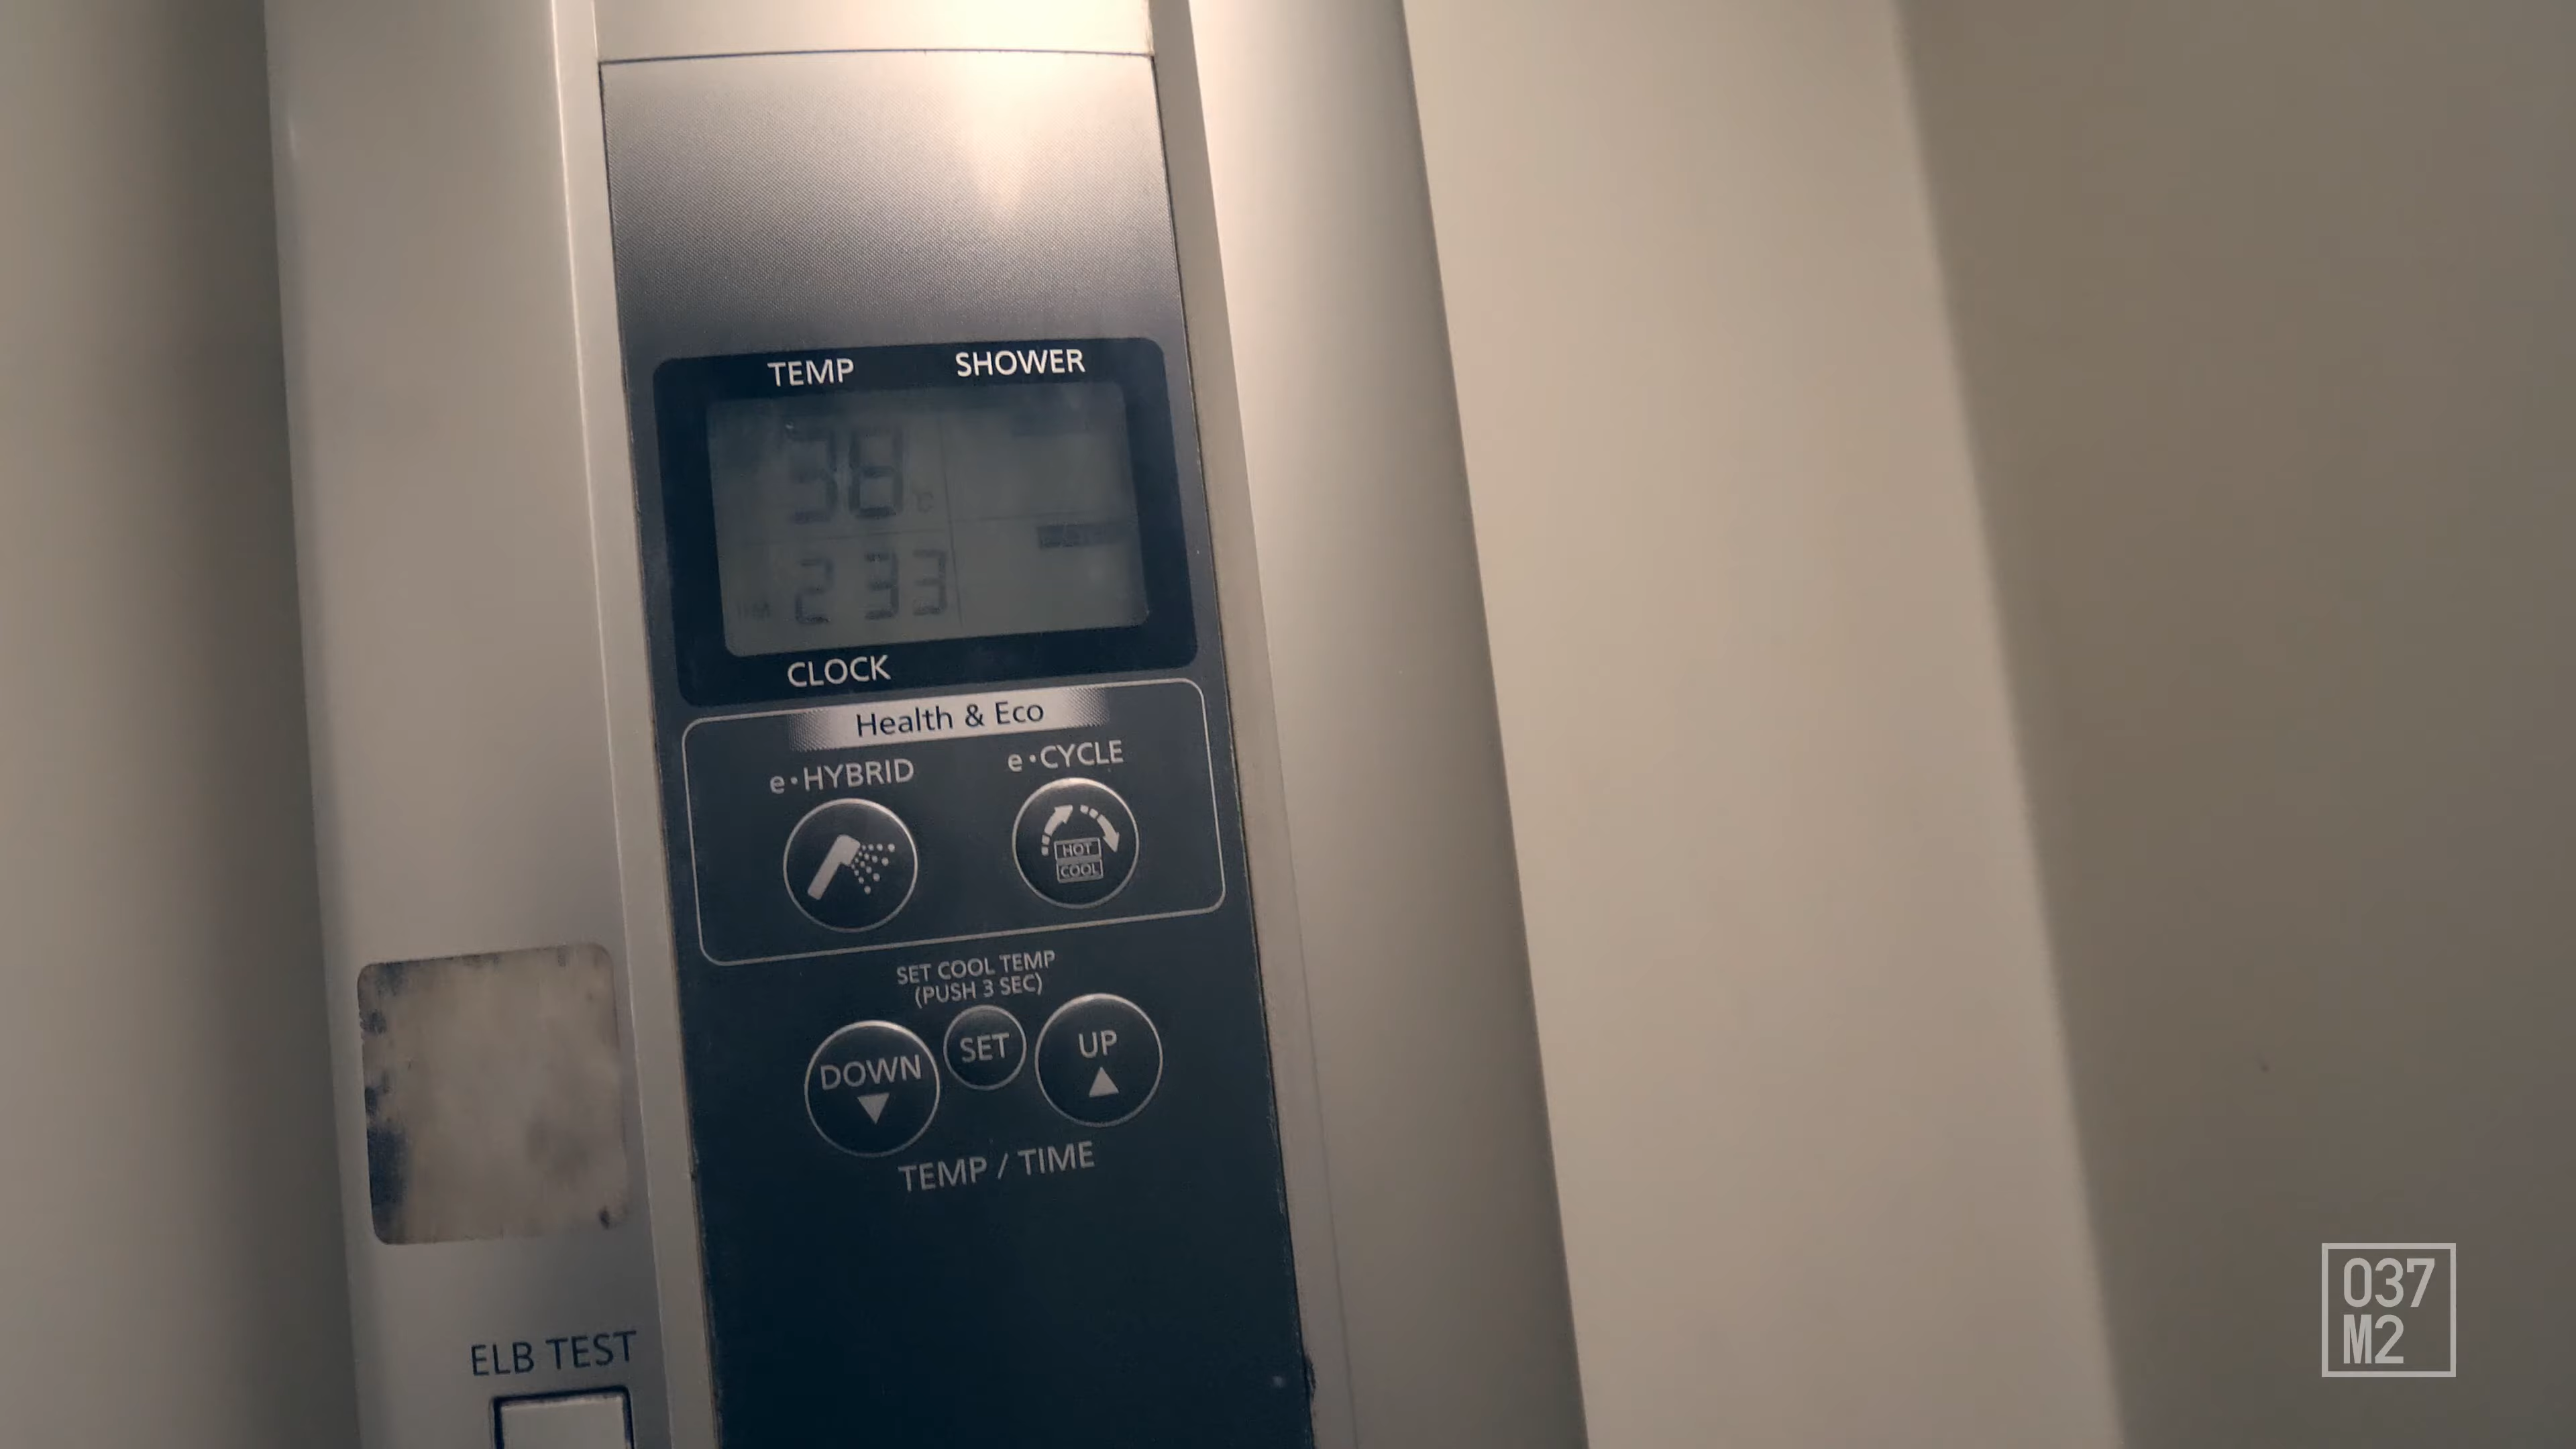 TEMP SHOWER
38 °C
2 33
CLOCK
Health & Eco
e·HYBRID e·CYCLE
HOT
COOL
SET COOL TEMP
(PUSH 3 SEC)
DOWN SET UP
TEMP / TIME
ELB TEST
037
M2